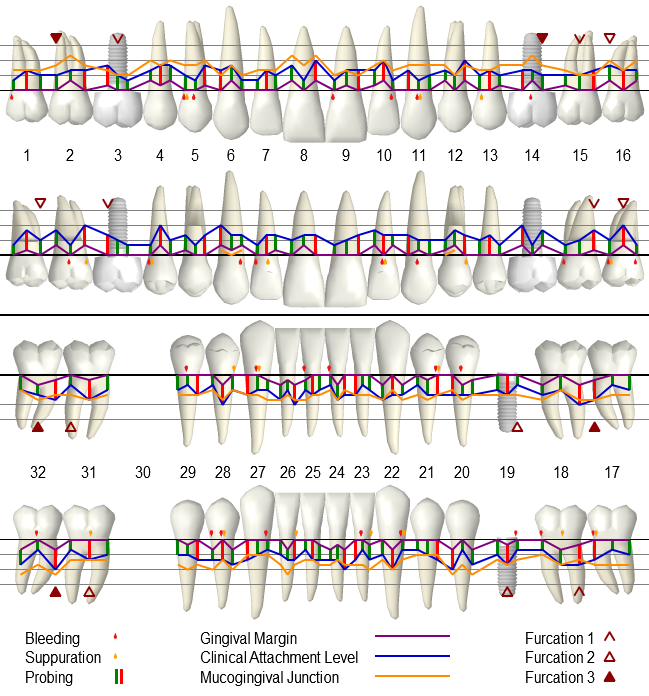 1 2 3 4 5 6 7 8 9 10 11 12 13 14 15 16
32 31 30 29 28 27 26 25 24 23 22 21 20 19 18 17
Bleeding Gingival Margin Furcation 1
Suppuration Clinical Attachment Level Furcation 2
Probing Mucogingival Junction Furcation 3